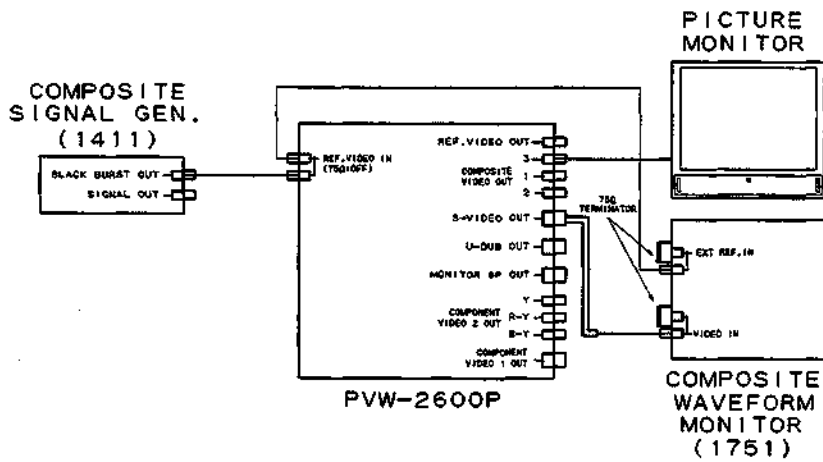 PICTURE
MONITOR
COMPOSITE
SIGNAL GEN.
(1411)
BLACK BURST OUT
SIGNAL OUT
REF.VIDEO IN
(75Ω:OFF)
REF.VIDEO OUT
3
COMPOSITE
VIDEO OUT
1
2
S-VIDEO OUT
U-DUB OUT
MONITOR BP OUT
Y
COMPONENT
VIDEO 2 OUT
R-Y
B-Y
COMPONENT
VIDEO 1 OUT
PVW-2600P
75Ω
TERMINATOR
EXT REF.IN
VIDEO IN
COMPOSITE
WAVEFORM
MONITOR
(1751)